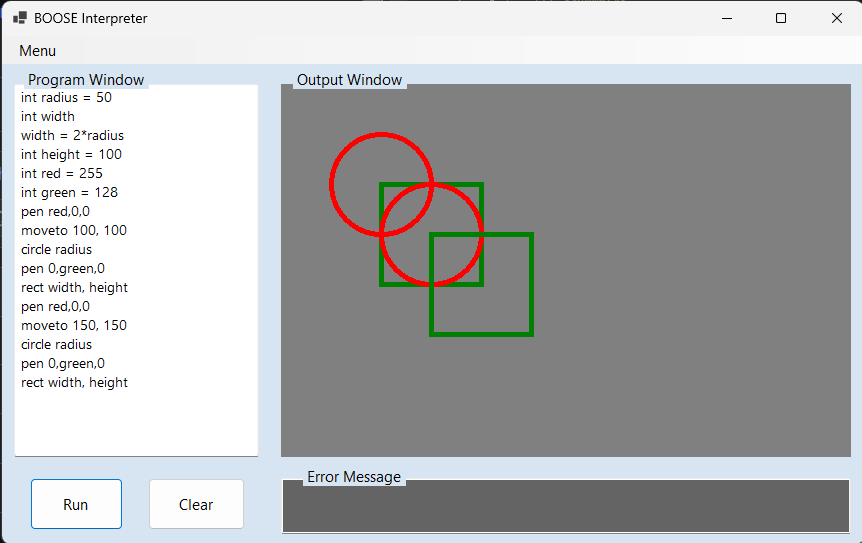 BOOSE Interpreter
Menu
Program Window
int radius = 50
int width
width = 2*radius
int height = 100
int red = 255
int green = 128
pen red,0,0
moveto 100, 100
circle radius
pen 0,green,0
rect width, height
pen red,0,0
moveto 150, 150
circle radius
pen 0,green,0
rect width, height
Output Window
Run
Clear
Error Message